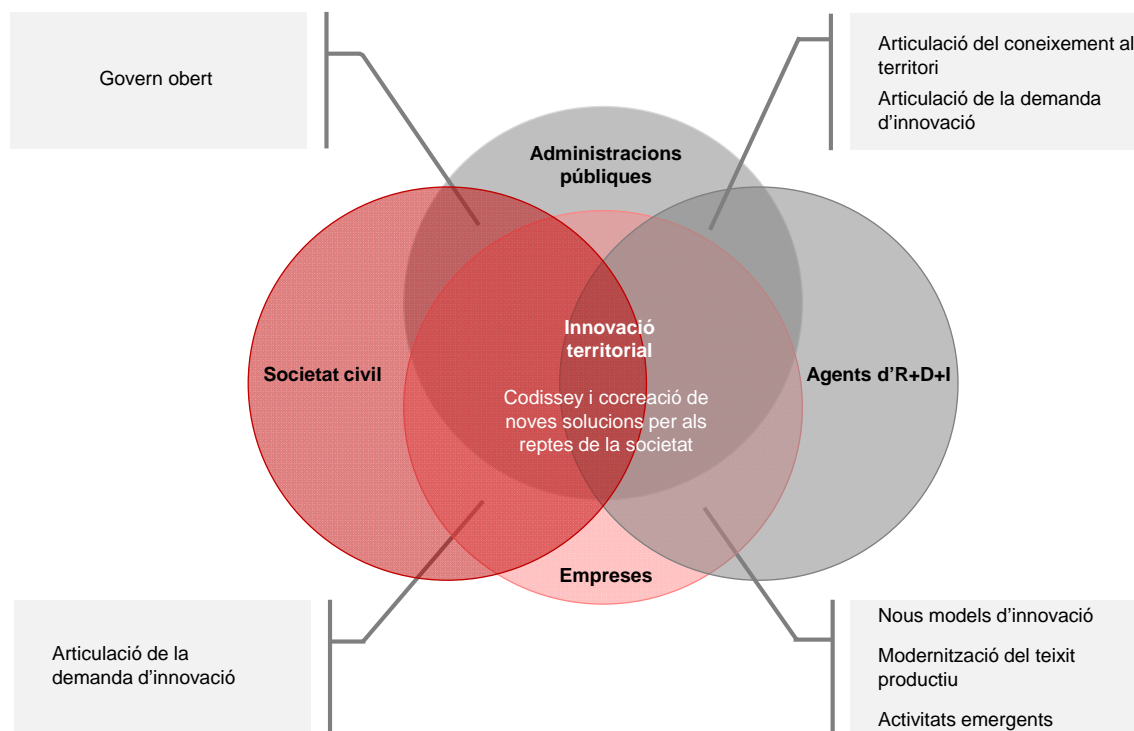 Govern obert
Articulació del coneixement al
territori
Articulació de la demanda
d’innovació
Administracions
públiques
Innovació
territorial
Societat civil
Agents d’R+D+I
Codissey i cocreació de
noves solucions per als
reptes de la societat
Empreses
Articulació de la
demanda d’innovació
Nous models d’innovació
Modernització del teixit
productiu
Activitats emergents